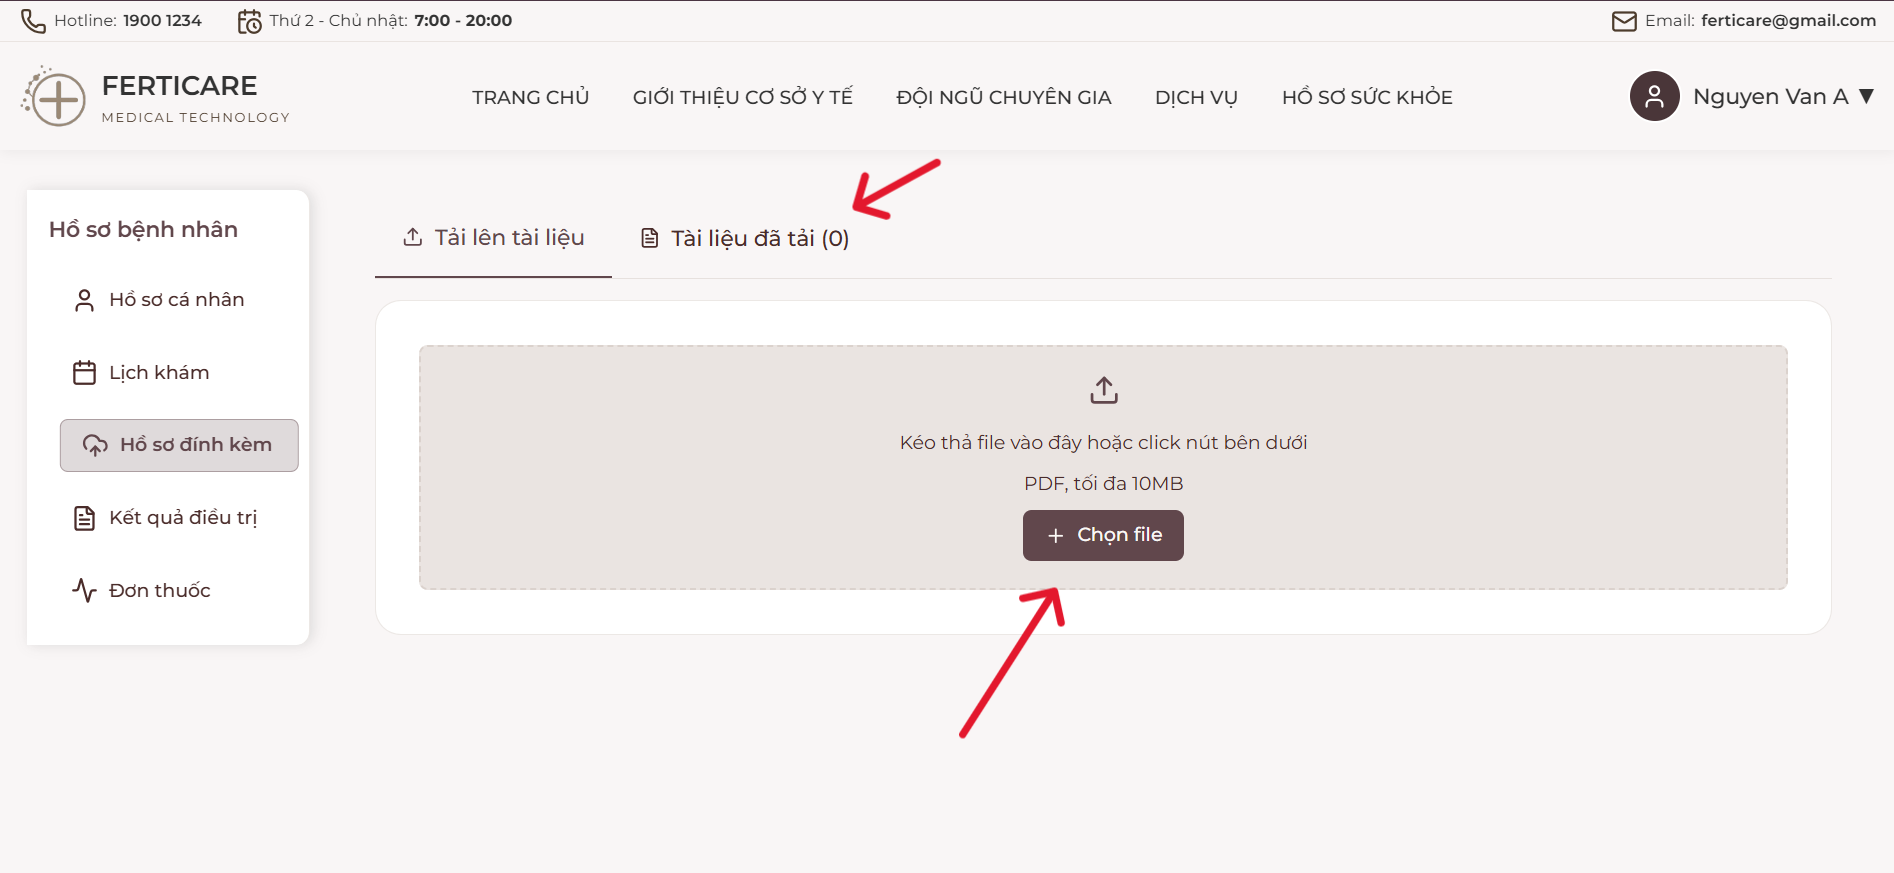 Hotline: 1900 1234
Thứ 2 - Chủ nhật: 7:00 - 20:00
Email: ferticare@gmail.com
FERTICARE
MEDICAL TECHNOLOGY
TRANG CHỦ
GIỚI THIỆU CƠ SỞ Y TẾ
ĐỘI NGŨ CHUYÊN GIA
DỊCH VỤ
HỒ SƠ SỨC KHỎE
Nguyen Van A ▼
Hồ sơ bệnh nhân
Hồ sơ cá nhân
Lịch khám
Hồ sơ đính kèm
Kết quả điều trị
Đơn thuốc
Tải lên tài liệu
Tài liệu đã tải (0)
Kéo thả file vào đây hoặc click nút bên dưới
PDF, tối đa 10MB
+ Chọn file